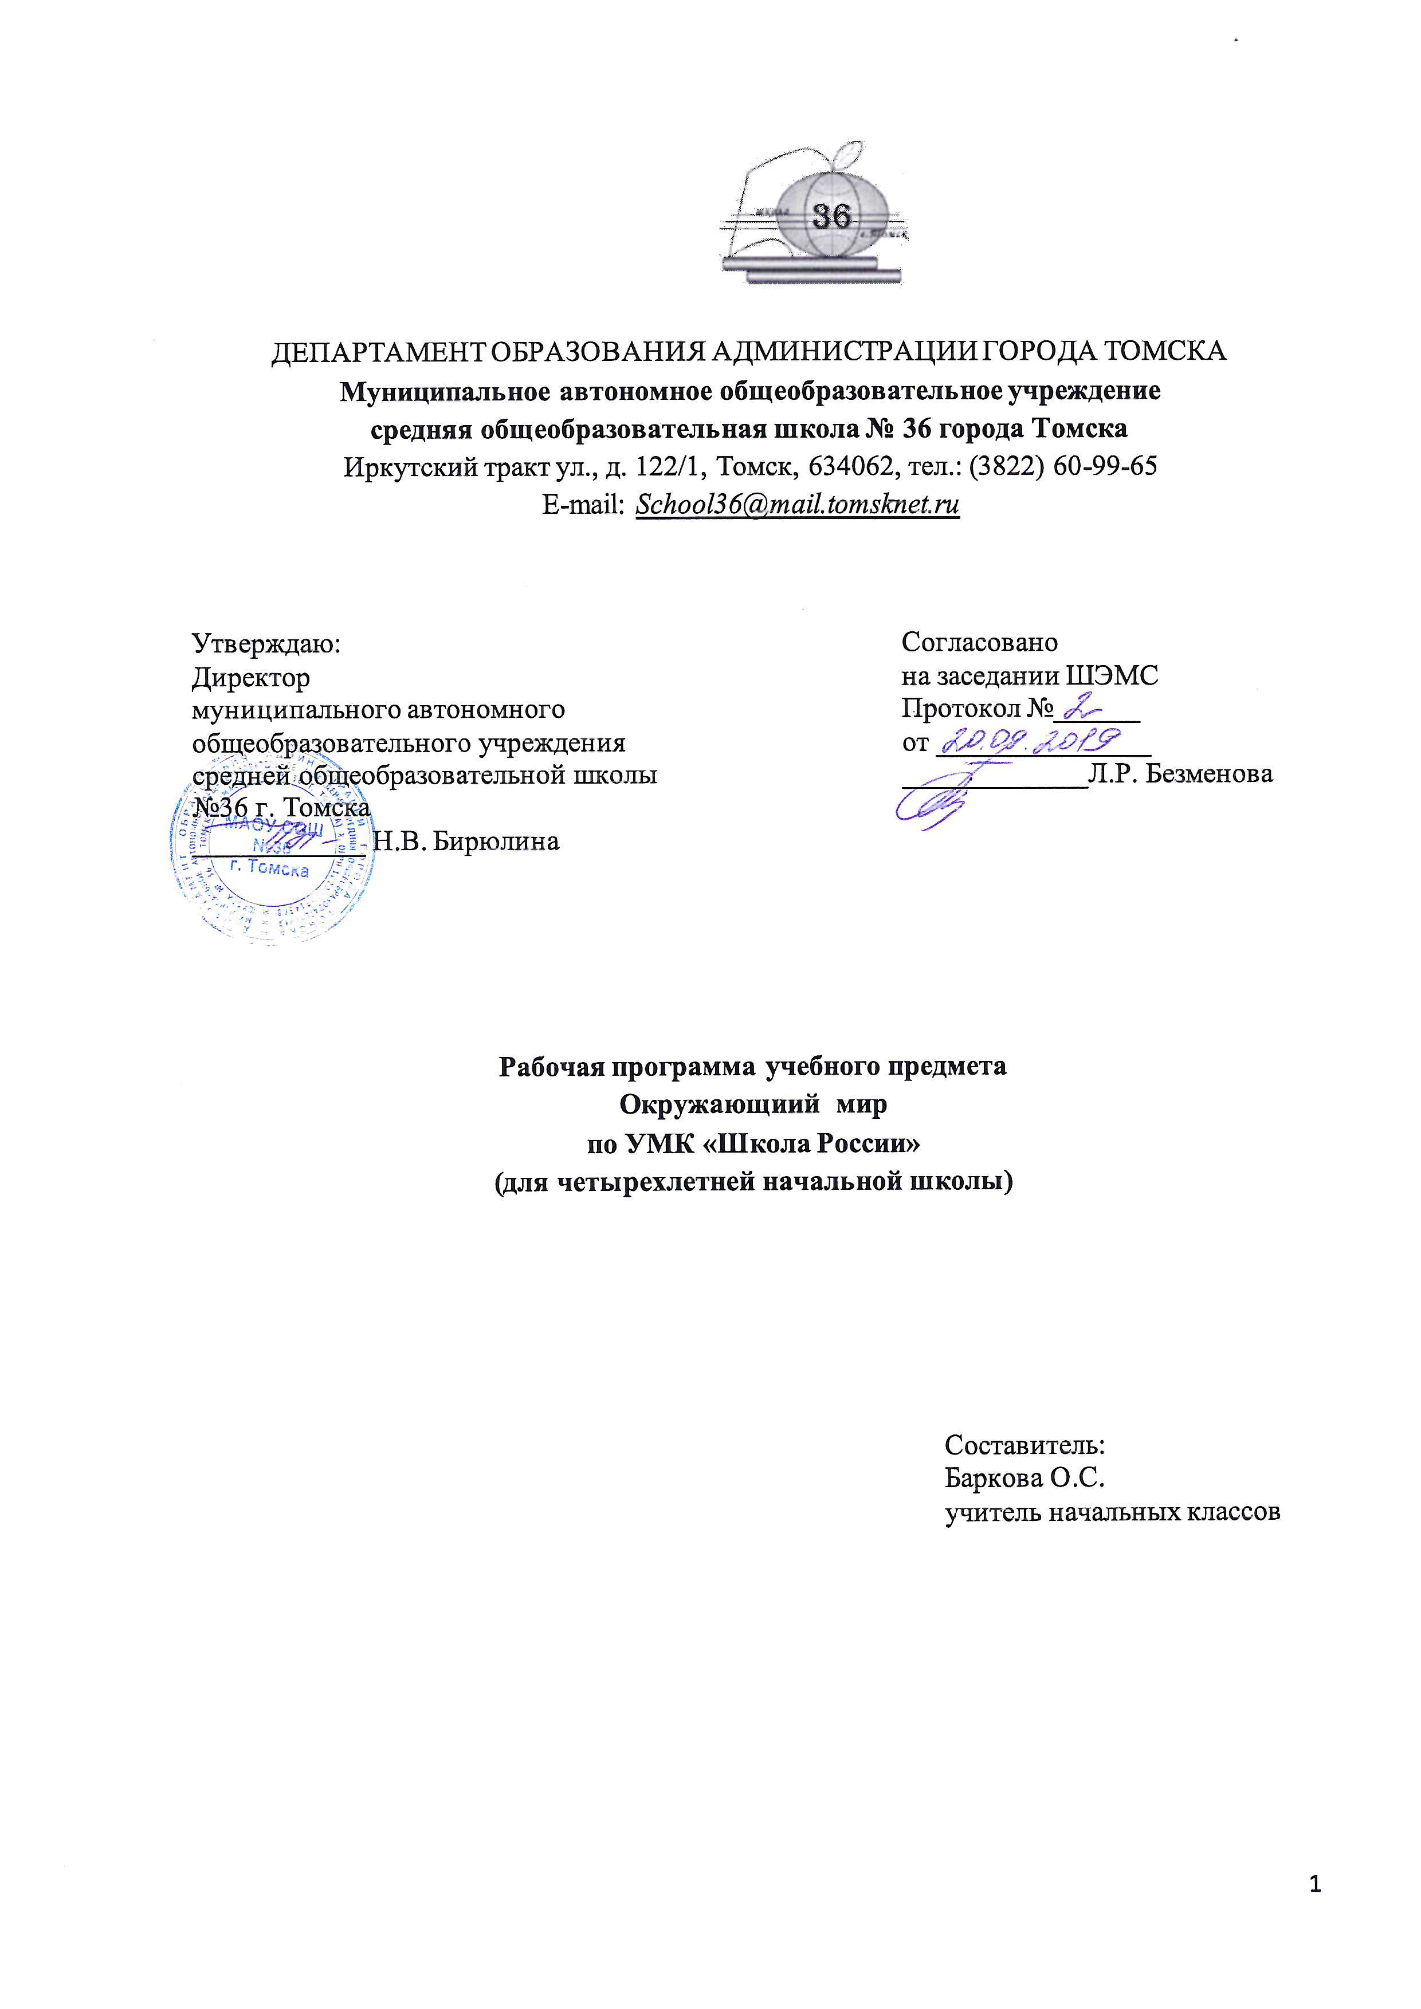 36
ДЕПАРТАМЕНТ ОБРАЗОВАНИЯ АДМИНИСТРАЦИИ ГОРОДА ТОМСКА
Муниципальное автономное общеобразовательное учреждение
средняя общеобразовательная школа № 36 города Томска
Иркутский тракт ул., д. 122/1, Томск, 634062, тел.: (3822) 60-99-65
E-mail: School36@mail.tomsknet.ru
Утверждаю:
Директор
муниципального автономного
общеобразовательного учреждения
средней общеобразовательной школы
№36 г. Томска
Н.В. Бирюлина
МАОУ СОШ
№36
г. Томска
Согласовано
на заседании ШЭМС
Протокол № 2
от 20.09.2019
Л.Р. Безменова
Рабочая программа учебного предмета
Окружающиий мир
по УМК «Школа России»
(для четырехлетней начальной школы)
Составитель:
Баркова О.С.
учитель начальных классов
1